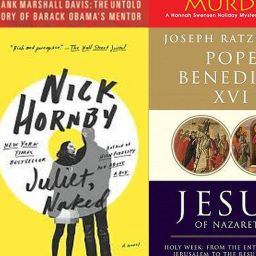 ANK MARSHALL DAVIS: THE UNTOLD
ORY OF BARACK OBAMA'S MENTOR
MURD
A Hannah Swensen Holiday Myster
"Rich and perceptive." —The Wall Street Journal
NICK
HORNBY
NEW YORK
TIMES
BESTSELLER
AUTHOR OF
HIGH FIDELITY
AND ABOUT
A BOY
Juliet,
Naked
A novel
JOSEPH RATZ
POPE
BENEDI
XVI
JESU
OF NAZARET
HOLY WEEK: FROM THE ENT
JERUSALEM TO THE RESU